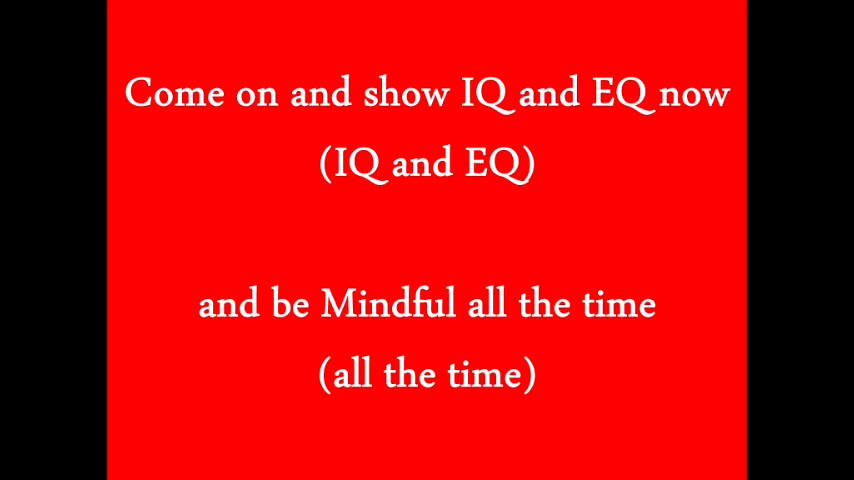 Come on and show IQ and EQ now
(IQ and EQ)
and be Mindful all the time
(all the time)